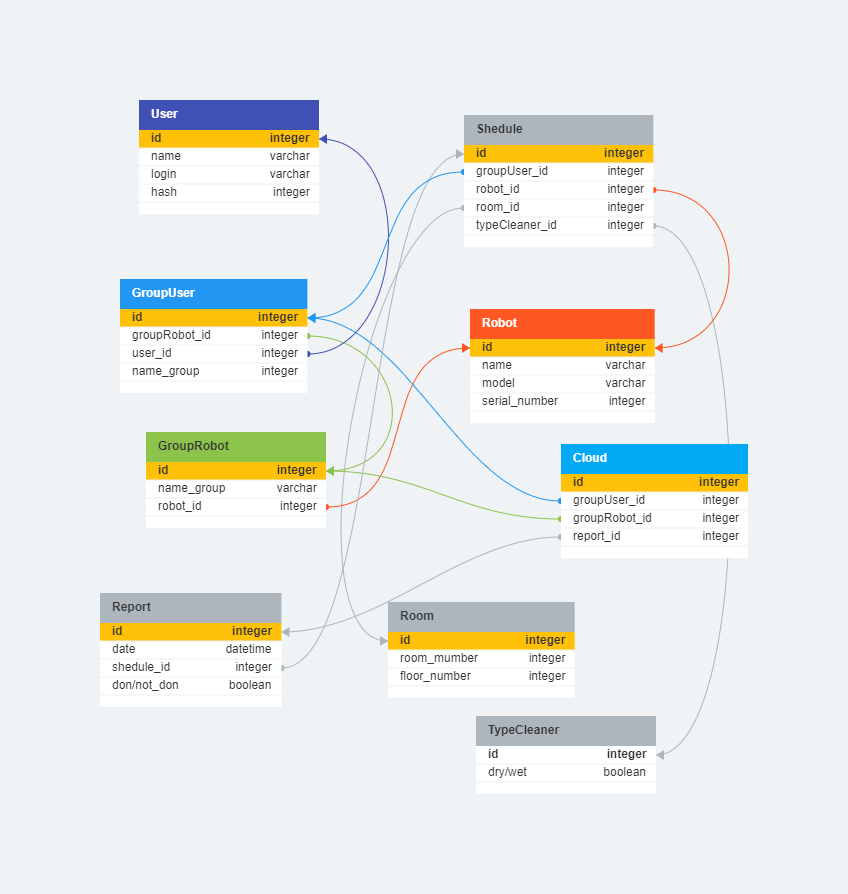 User
id integer
name varchar
login varchar
hash integer
Shedule
id integer
groupUser_id integer
robot_id integer
room_id integer
typeCleaner_id integer
GroupUser
id integer
groupRobot_id integer
user_id integer
name_group integer
Robot
id integer
name varchar
model varchar
serial_number integer
GroupRobot
id integer
name_group varchar
robot_id integer
Cloud
id integer
groupUser_id integer
groupRobot_id integer
report_id integer
Report
id integer
date datetime
shedule_id integer
don/not_don boolean
Room
id integer
room_mumber integer
floor_number integer
TypeCleaner
id integer
dry/wet boolean